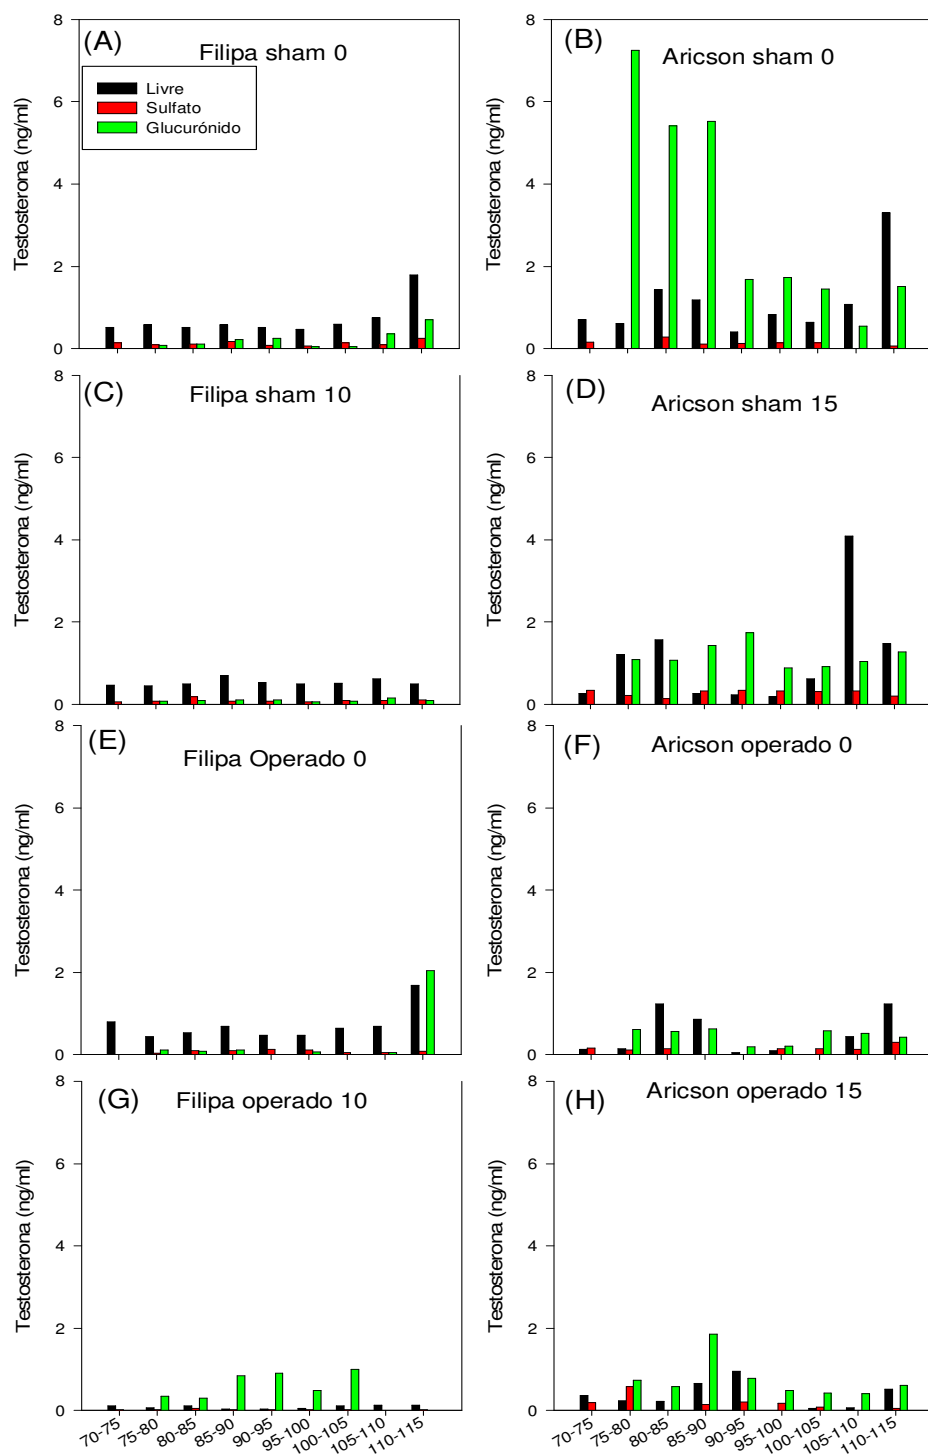 (A)
Filipa sham 0
Livre
Sulfato
Glucurónido
Testosterona (ng/ml)
8
6
4
2
0
(B)
Aricson sham 0
Testosterona (ng/ml)
8
6
4
2
0
(C)
Filipa sham 10
Testosterona (ng/ml)
8
6
4
2
0
(D)
Aricson sham 15
Testosterona (ng/ml)
8
6
4
2
0
(E)
Filipa Operado 0
Testosterona (ng/ml)
8
6
4
2
0
(F)
Aricson operado 0
Testosterona (ng/ml)
8
6
4
2
0
(G)
Filipa operado 10
Testosterona (ng/ml)
8
6
4
2
0
70-75
75-80
80-85
85-90
90-95
95-100
100-105
105-110
110-115
(H)
Aricson operado 15
Testosterona (ng/ml)
8
6
4
2
0
70-75
75-80
80-85
85-90
90-95
95-100
100-105
105-110
110-115